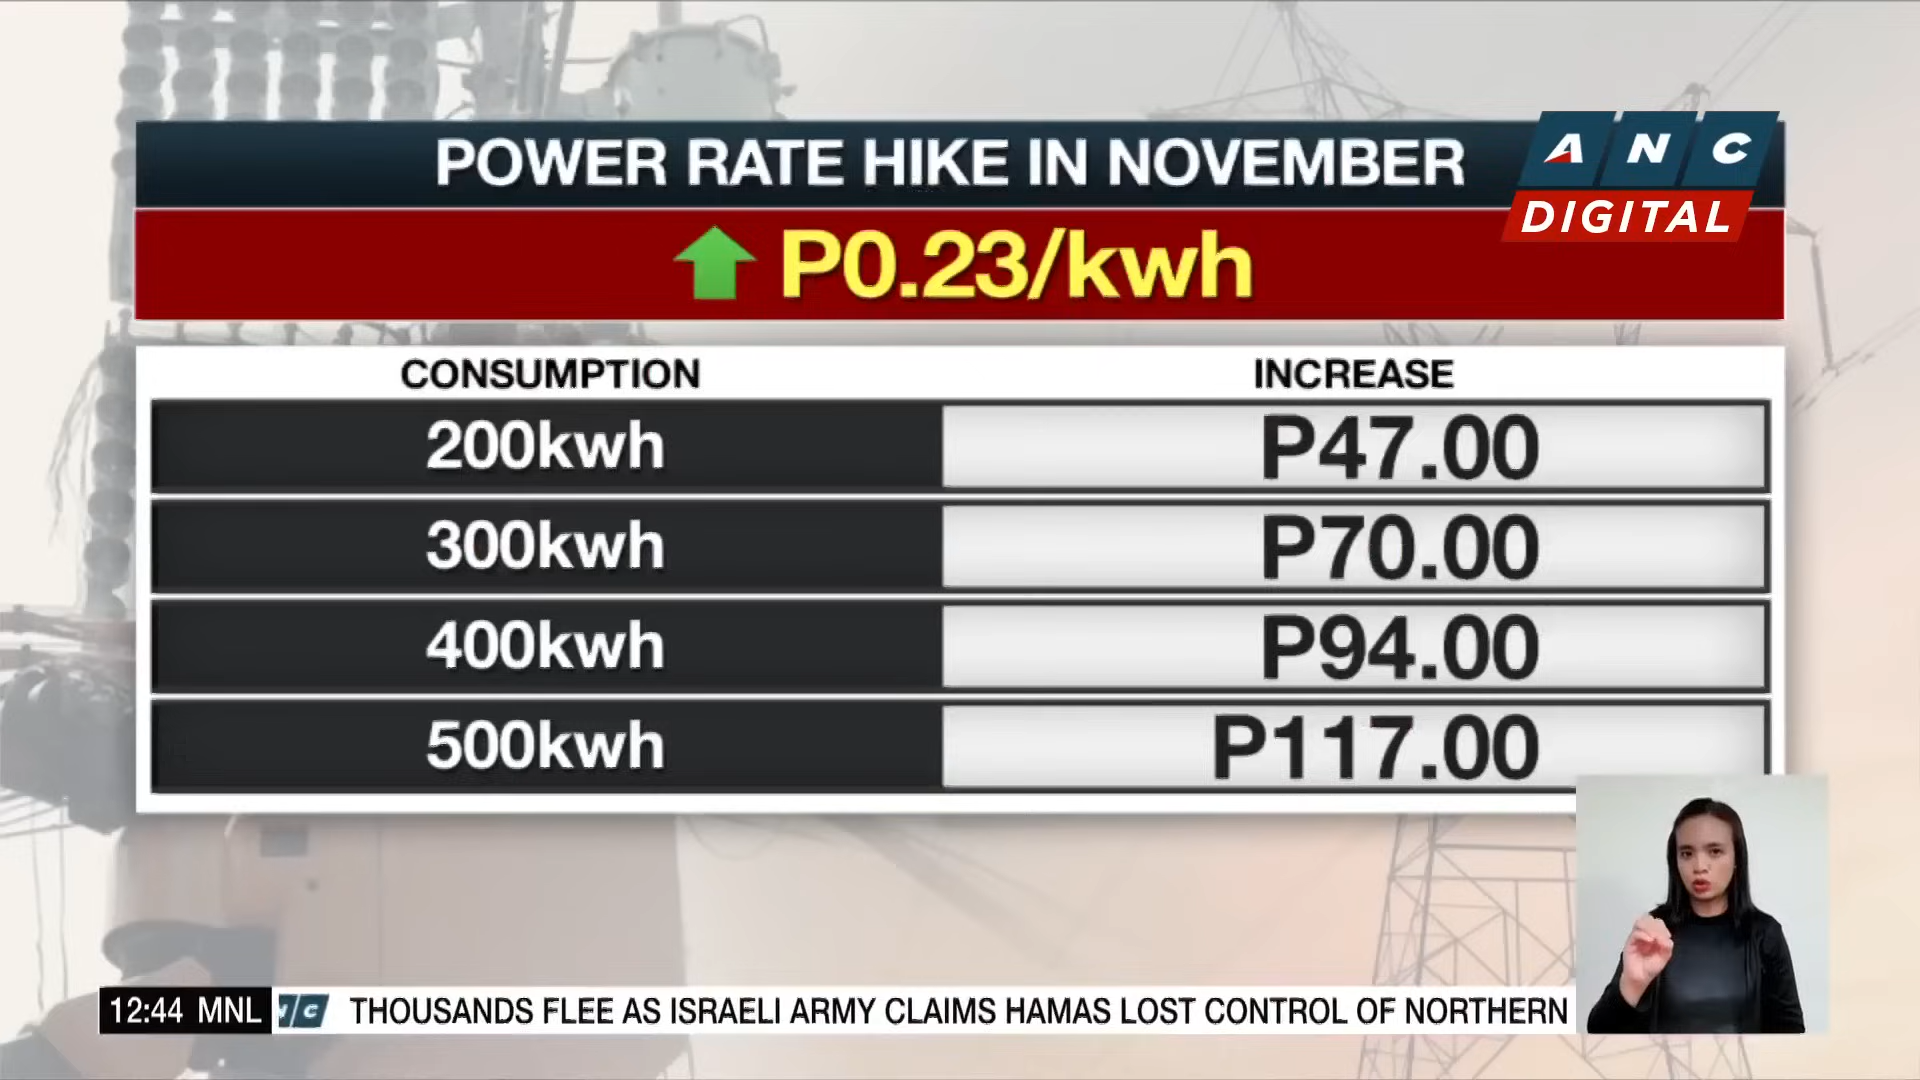 POWER RATE HIKE IN NOVEMBER
ANC
DIGITAL
P0.23/kwh
CONSUMPTION INCREASE
200kwh P47.00
300kwh P70.00
400kwh P94.00
500kwh P117.00
12:44 MNL THOUSANDS FLEE AS ISRAELI ARMY CLAIMS HAMAS LOST CONTROL OF NORTHERN